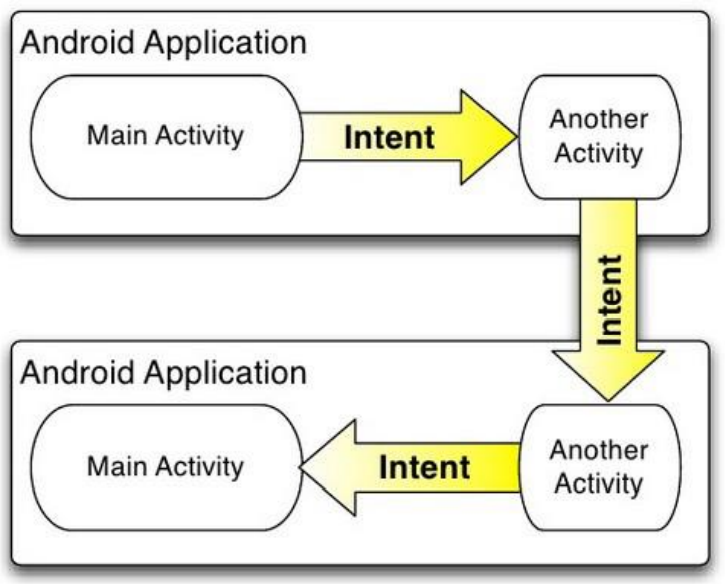 Android Application
Main Activity
Intent
Another
Activity
Intent
Android Application
Main Activity
Intent
Another
Activity